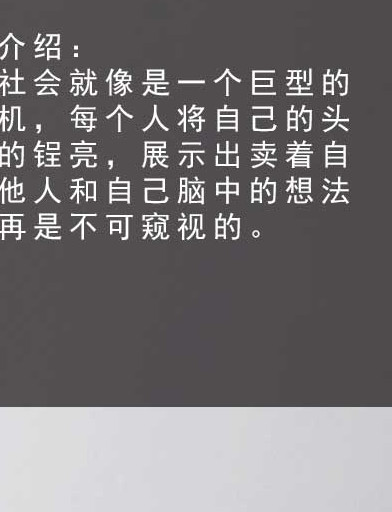 介绍：
社会就像是一个巨型的
机，每个人将自己的头
的锃亮，展示出卖着自
他人和自己脑中的想法
再是不可窥视的。